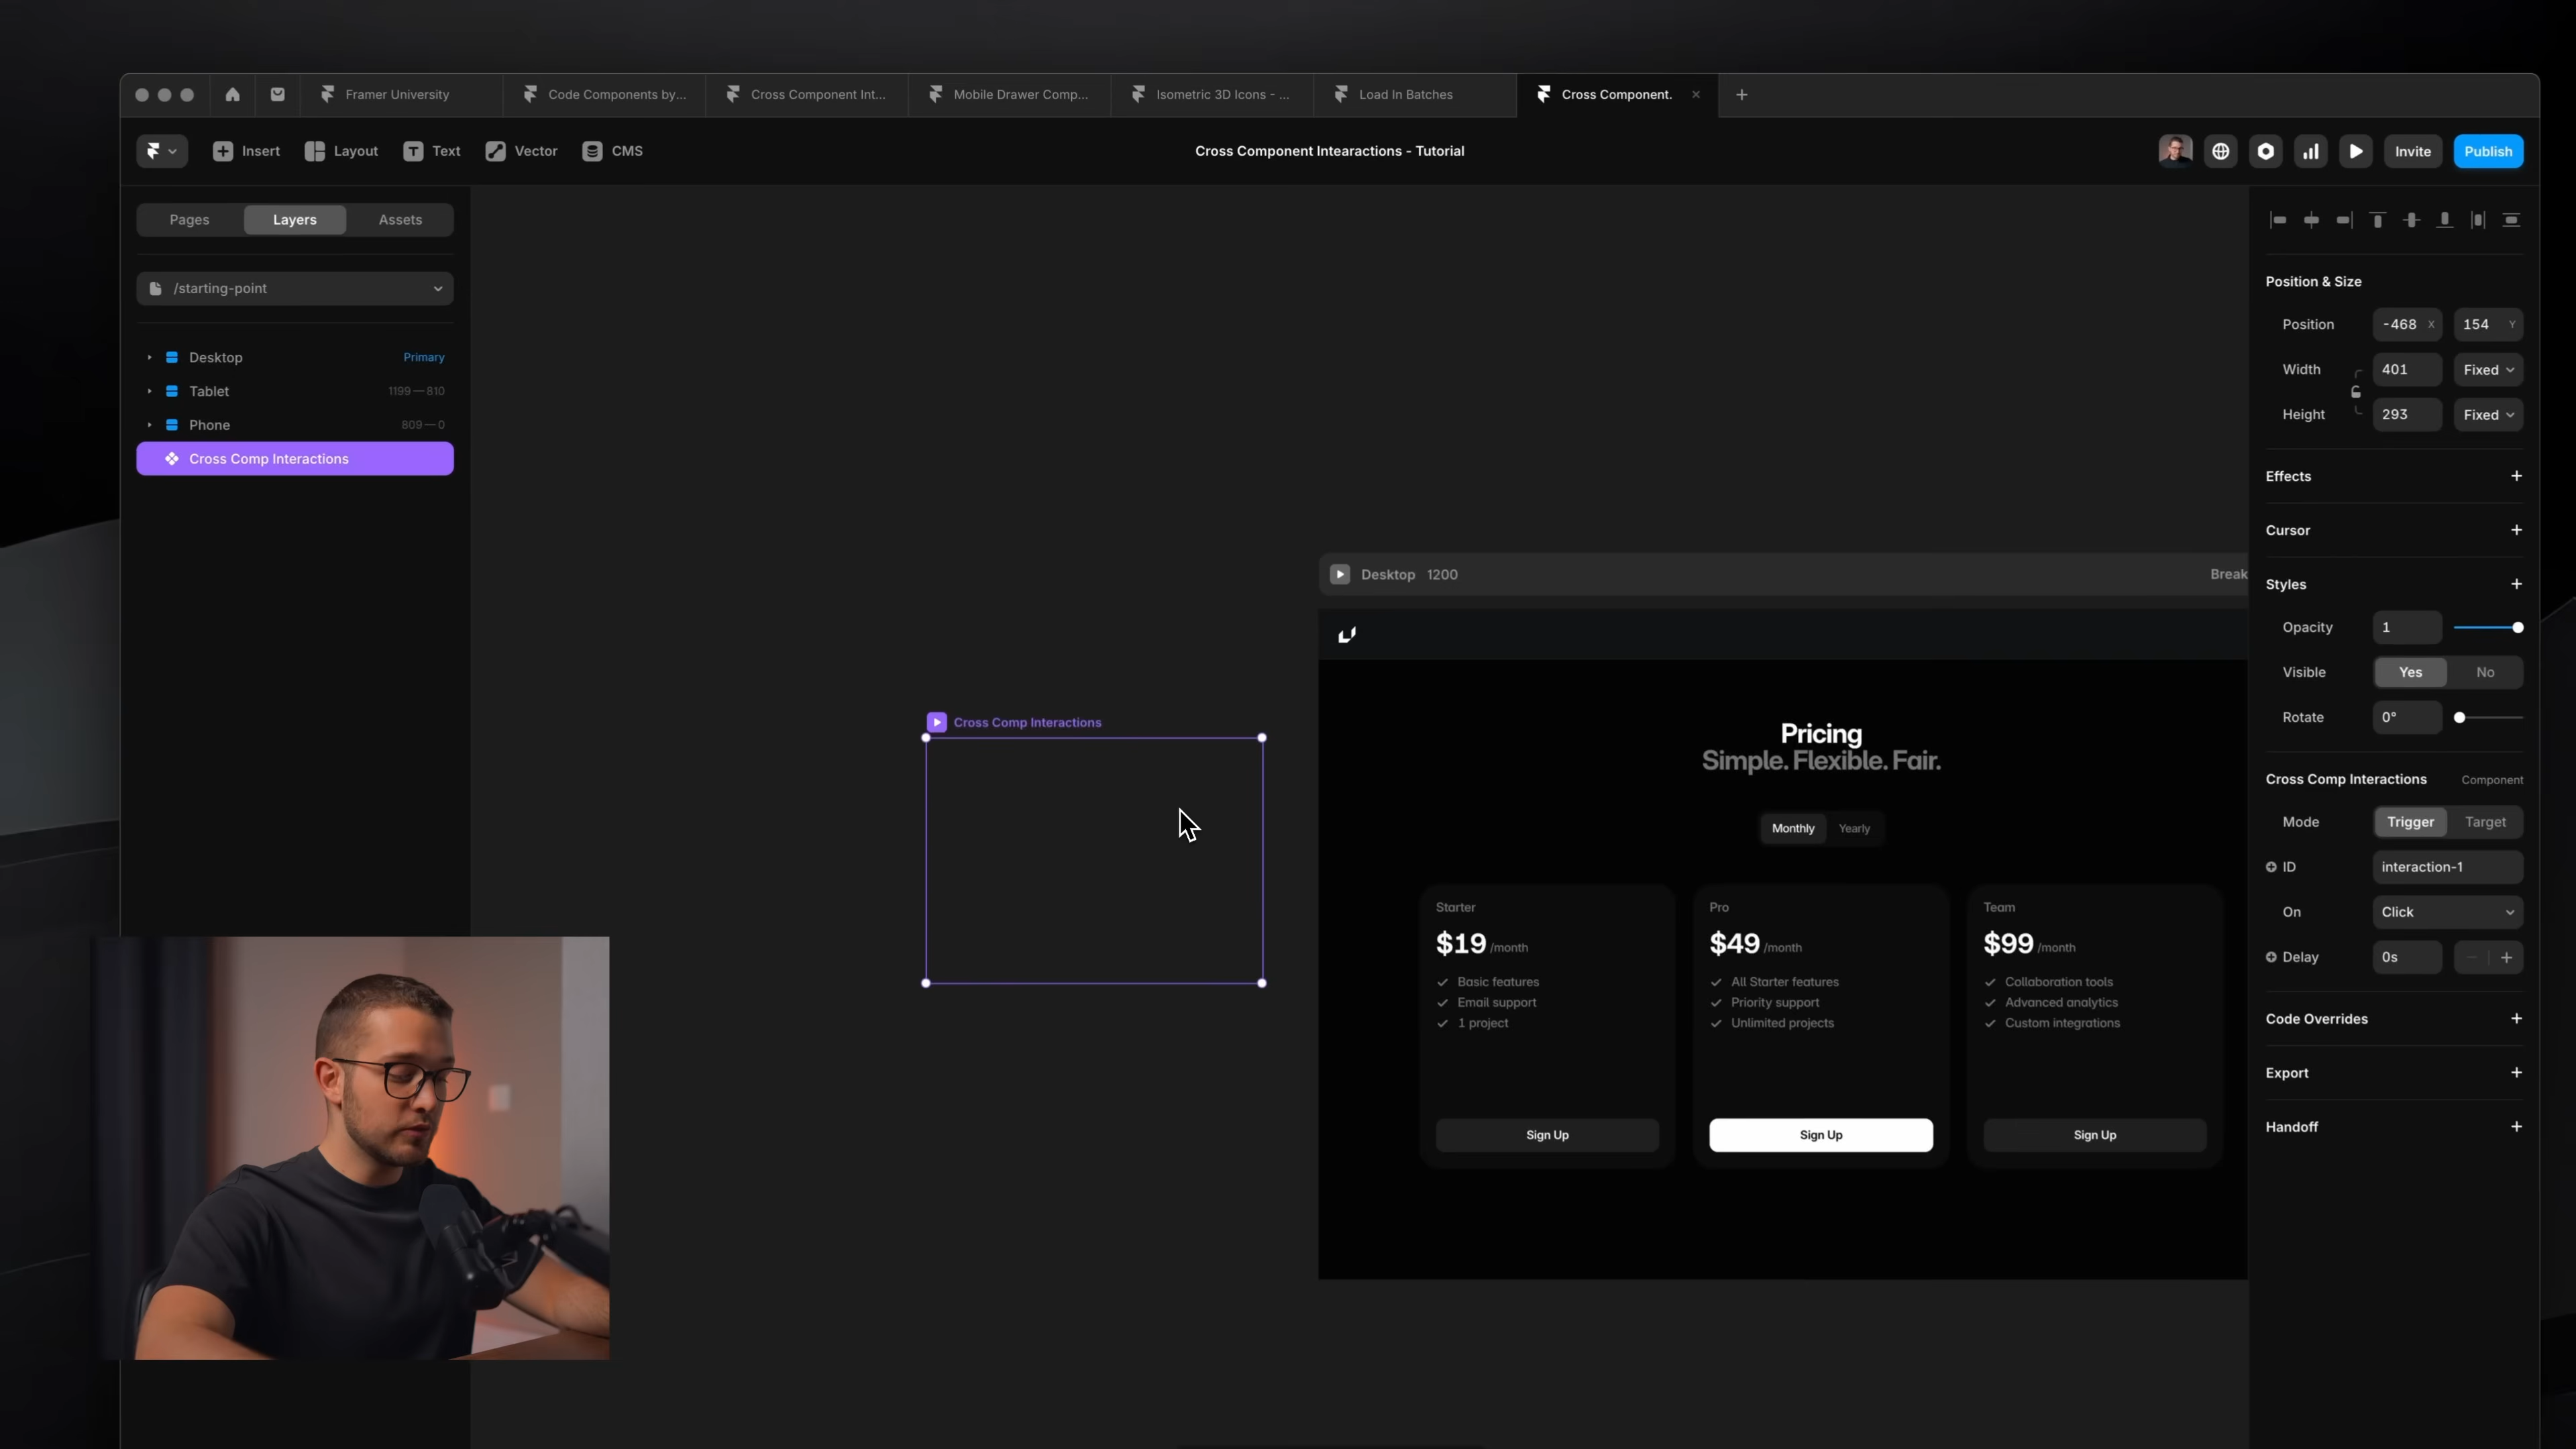 Framer University
Code Components by...
Cross Component Int...
Mobile Drawer Comp...
Isometric 3D Icons - ...
Load In Batches
Cross Component.
Insert
Layout
Text
Vector
CMS
Cross Component Intearactions - Tutorial
Invite
Publish
Pages
Layers
Assets
/starting-point
Desktop
Primary
Tablet
1199—810
Phone
809—0
Cross Comp Interactions
Cross Comp Interactions
Desktop 1200
Break
Pricing
Simple. Flexible. Fair.
Monthly
Yearly
Starter
$19 /month
Basic features
Email support
1 project
Sign Up
Pro
$49 /month
All Starter features
Priority support
Unlimited projects
Sign Up
Team
$99 /month
Collaboration tools
Advanced analytics
Custom integrations
Sign Up
Position & Size
Position -468 X 154 Y
Width 401 Fixed
Height 293 Fixed
Effects
Cursor
Styles
Opacity 1
Visible Yes No
Rotate 0°
Cross Comp Interactions Component
Mode Trigger Target
ID interaction-1
On Click
Delay 0s
Code Overrides
Export
Handoff